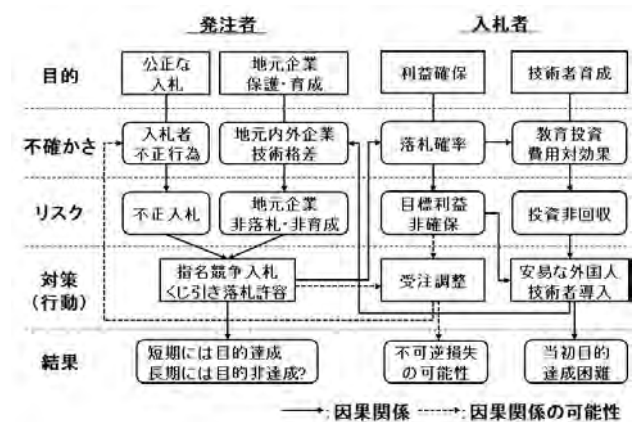 発注者
入札者
目的
公正な
入札
地元企業
保護・育成
利益確保
技術者育成
不確かさ
入札者
不正行為
地元内外企業
技術格差
落札確率
教育投資
費用対効果
リスク
不正入札
地元企業
非落札・非育成
目標利益
非確保
投資非回収
対策
(行動)
指名競争入札
くじ引き落札許容
受注調整
安易な外国人
技術者導入
結果
短期には目的達成
長期には目的非達成?
不可逆損失
の可能性
当初目的
達成困難
:因果関係
:因果関係の可能性